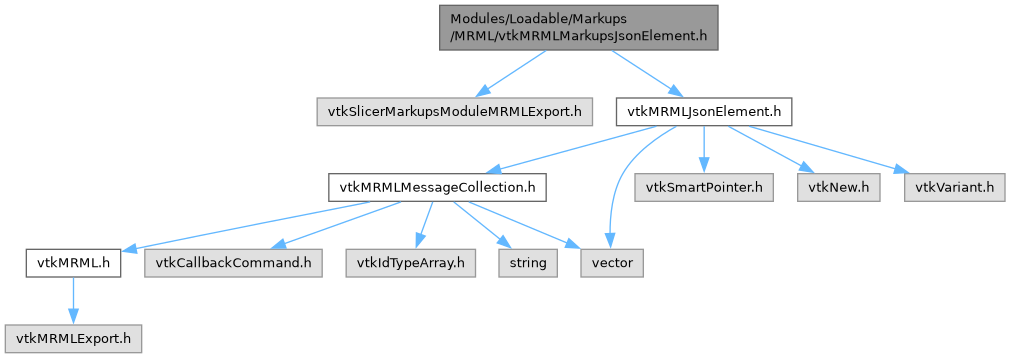 Modules/Loadable/Markups
/MRML/vtkMRMLMarkupsJsonElement.h
vtkSlicerMarkupsModuleMRMLExport.h
vtkMRMLJsonElement.h
vtkMRMLMessageCollection.h
vtkSmartPointer.h
vtkNew.h
vtkVariant.h
vtkMRML.h
vtkCallbackCommand.h
vtkIdTypeArray.h
string
vector
vtkMRMLExport.h